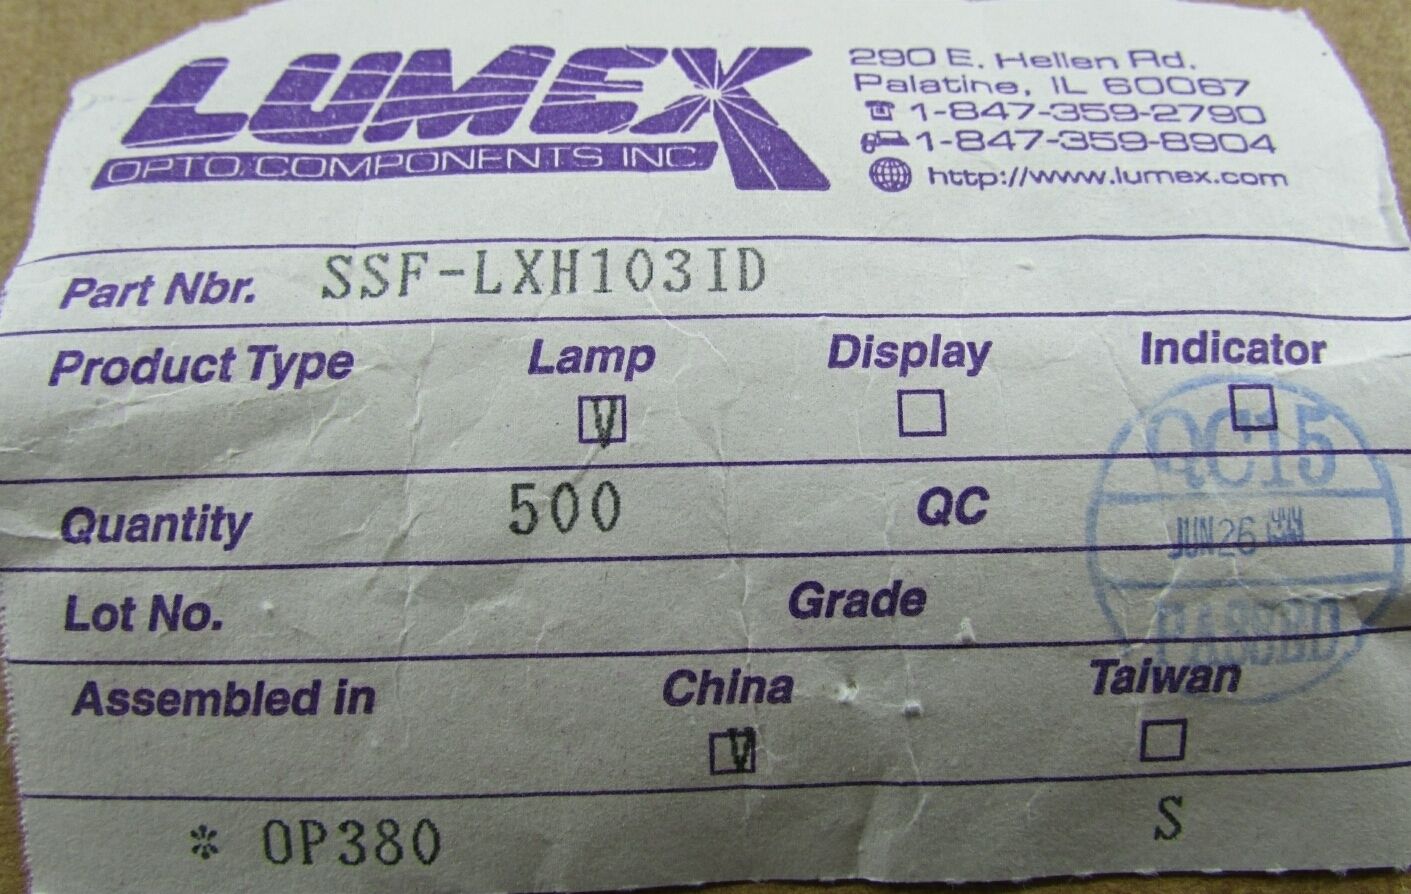 LUMEX
OPTO COMPONENTS INC.
290 E. Hellen Rd.
Palatine, IL 60067
1-847-359-2790
1-847-359-8904
http://www.lumex.com
Part Nbr. SSF-LXH103ID
Product Type Lamp Display Indicator
V
Quantity 500 QC
QC15
JUN 26
PASSED
Lot No. Grade
Assembled in China Taiwan
V
* OP380 S